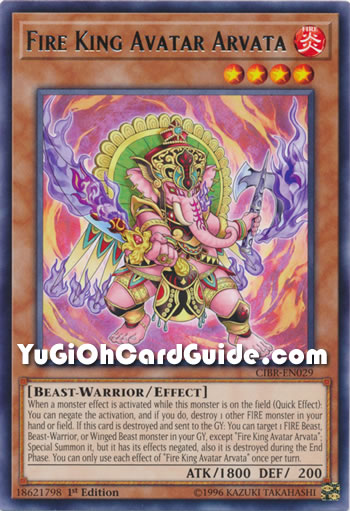 FIRE KING AVATAR ARVATA
FIRE
炎
YuGiOhCardGuide.com
CIBR-EN029
[BEAST-WARRIOR/EFFECT]
When a monster effect is activated while this monster is on the field (Quick Effect):
You can negate the activation, and if you do, destroy 1 other FIRE monster in your
hand or field. If this card is destroyed and sent to the GY: You can target 1 FIRE Beast,
Beast-Warrior, or Winged Beast monster in your GY, except "Fire King Avatar Arvata";
Special Summon it, but it has its effects negated, also it is destroyed during the End
Phase. You can only use each effect of "Fire King Avatar Arvata" once per turn.
ATK/1800 DEF/ 200
18621798 1st Edition ©1996 KAZUKI TAKAHASHI